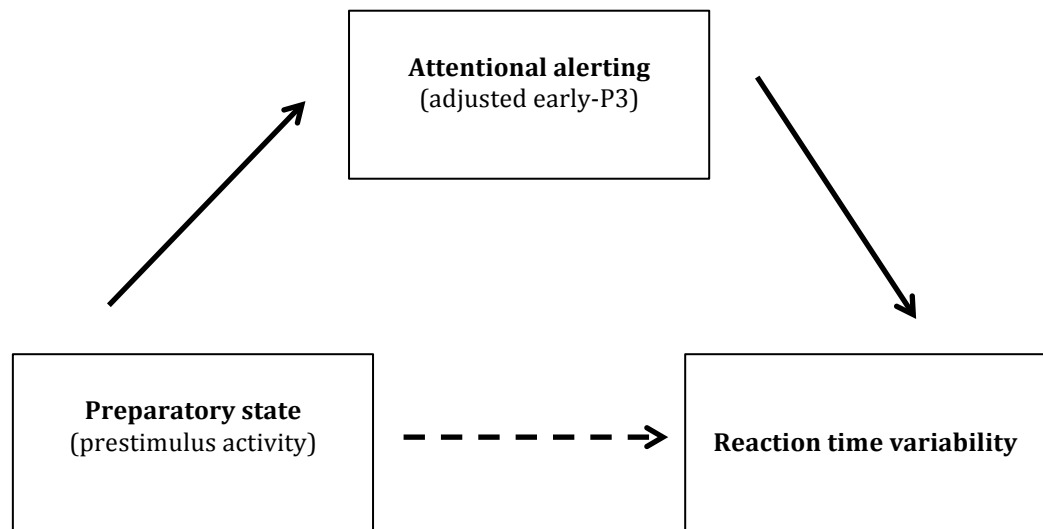 Attentional alerting
(adjusted early-P3)
Preparatory state
(prestimulus activity)
Reaction time variability